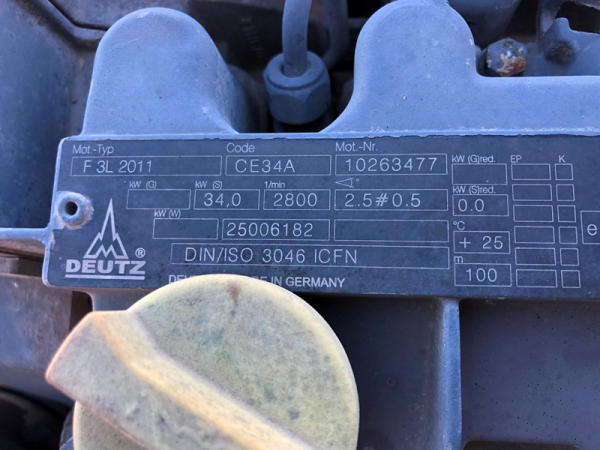 Mot.-Typ Code Mot.-Nr.
F 3L 2011 CE34A 10263477 kW (G)red. EP K
kW (G) kW (S) 1/min
34,0 2800 2.5#0.5 kW (S)red.
0.0
kW (W)
25006182 °C
+ 25 e
DEUTZ ® DIN/ISO 3046 ICFN m
100
MADE IN GERMANY